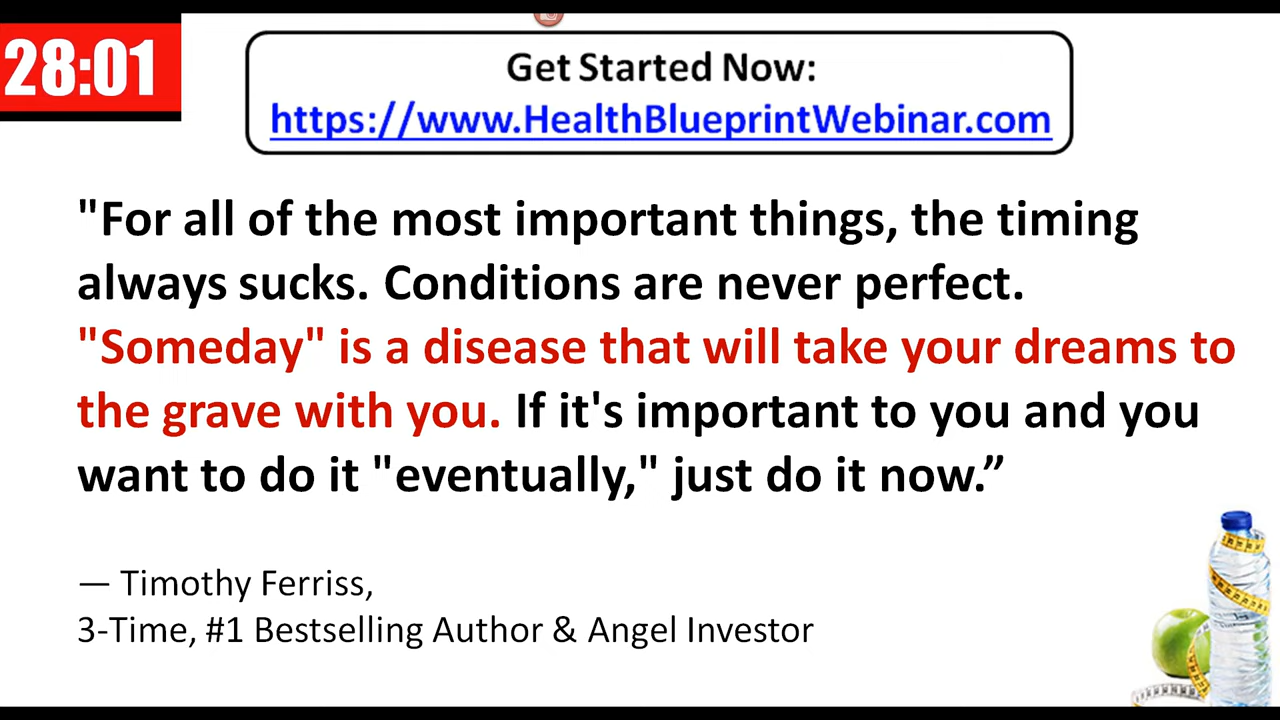 28:01
Get Started Now:
https://www.HealthBlueprintWebinar.com
"For all of the most important things, the timing
always sucks. Conditions are never perfect.
"Someday" is a disease that will take your dreams to
the grave with you. If it's important to you and you
want to do it "eventually," just do it now.”
— Timothy Ferriss,
3-Time, #1 Bestselling Author & Angel Investor